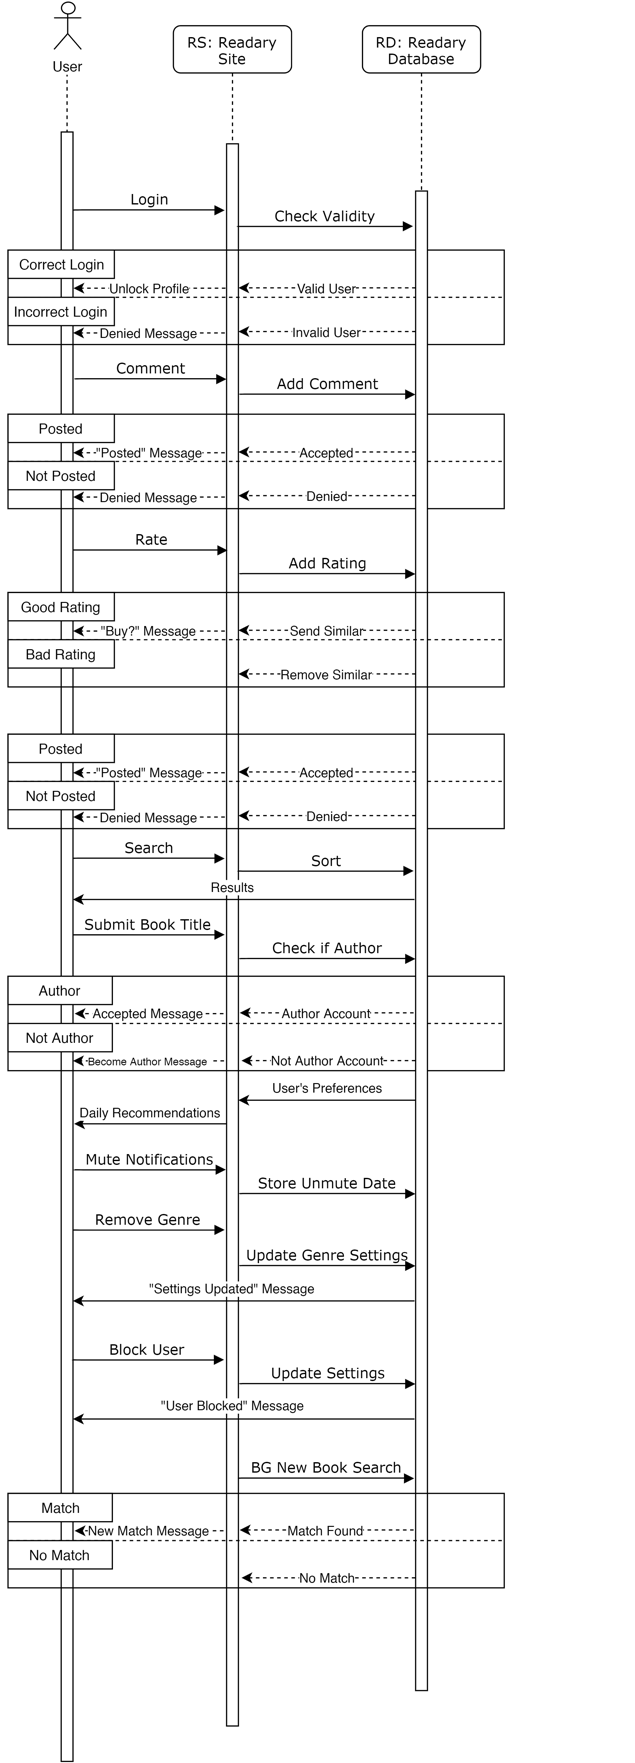 User
RS: Readary
Site
RD: Readary
Database
Login
Check Validity
Correct Login
Unlock Profile
Valid User
Incorrect Login
Denied Message
Invalid User
Comment
Add Comment
Posted
"Posted" Message
Accepted
Not Posted
Denied Message
Denied
Rate
Add Rating
Good Rating
"Buy?" Message
Send Similar
Bad Rating
Remove Similar
Posted
"Posted" Message
Accepted
Not Posted
Denied Message
Denied
Search
Sort
Results
Submit Book Title
Check if Author
Author
Accepted Message
Author Account
Not Author
Become Author Message
Not Author Account
User's Preferences
Daily Recommendations
Mute Notifications
Store Unmute Date
Remove Genre
Update Genre Settings
"Settings Updated" Message
Block User
Update Settings
"User Blocked" Message
BG New Book Search
Match
New Match Message
Match Found
No Match
No Match